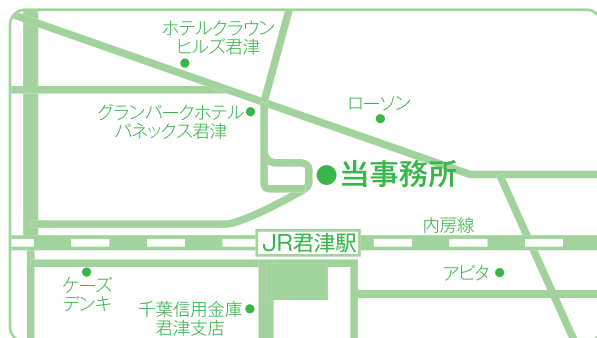 ホテルクラウン
ヒルズ君津
ローソン
グランパークホテル
パネックス君津
当事務所
内房線
JR君津駅
アピタ
ケーズ
デンキ
千葉信用金庫
君津支店